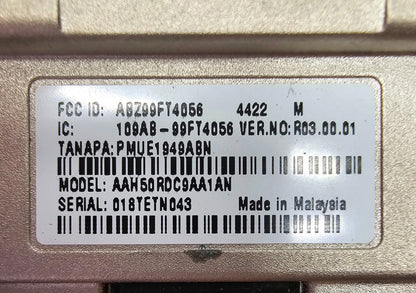 FCC ID: ABZ99FT4056 4422 M
IC: 109AB-99FT4056 VER.NO:R03.00.01
TANAPA:PMUE1949ABN
MODEL: AAH50RDC9AA1AN
SERIAL: 018TETN043 Made in Malaysia